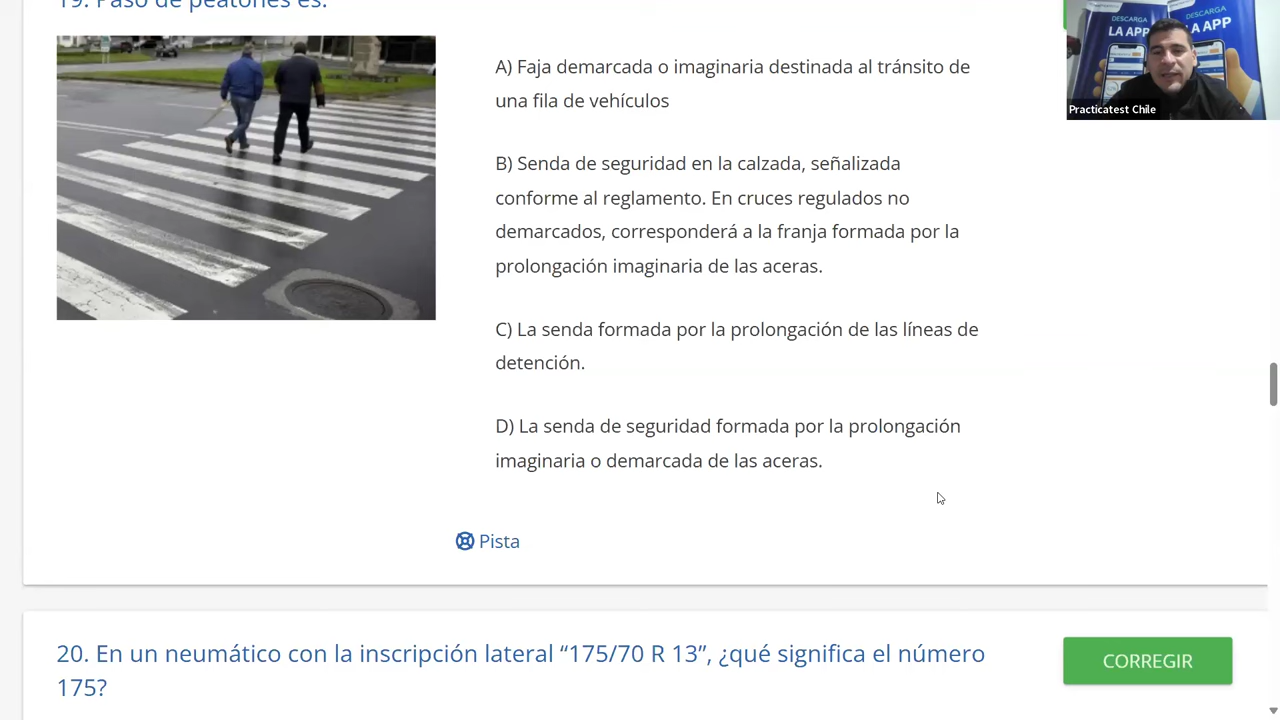 19. Paso de peatones es:
A) Faja demarcada o imaginaria destinada al tránsito de
una fila de vehículos
B) Senda de seguridad en la calzada, señalizada
conforme al reglamento. En cruces regulados no
demarcados, corresponderá a la franja formada por la
prolongación imaginaria de las aceras.
C) La senda formada por la prolongación de las líneas de
detención.
D) La senda de seguridad formada por la prolongación
imaginaria o demarcada de las aceras.
Pista
20. En un neumático con la inscripción lateral “175/70 R 13”, ¿qué significa el número
175?
CORREGIR
DESCARGA
LA APP
DESCARGA
LA APP
Practicatest Chile